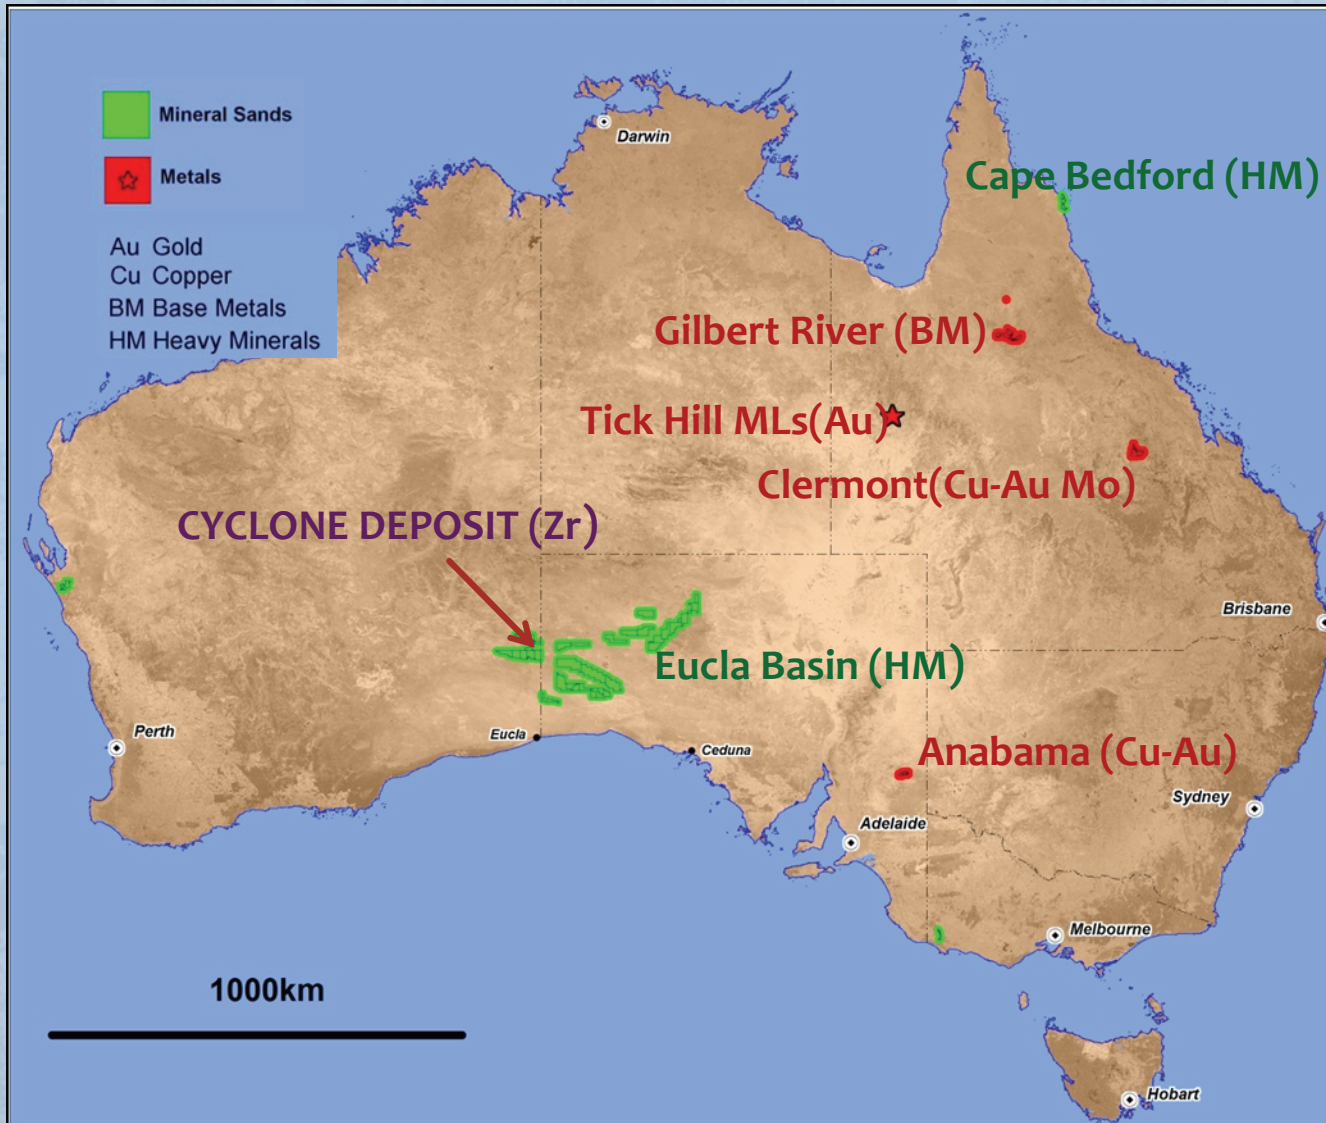 Mineral Sands
Metals
Au Gold
Cu Copper
BM Base Metals
HM Heavy Minerals
Darwin
Cape Bedford (HM)
Gilbert River (BM)
Tick Hill MLs(Au)
Clermont(Cu-Au Mo)
CYCLONE DEPOSIT (Zr)
Brisbane
Eucla Basin (HM)
Perth
Eucla
Ceduna
Anabama (Cu-Au)
Sydney
Adelaide
Melbourne
1000km
Hobart